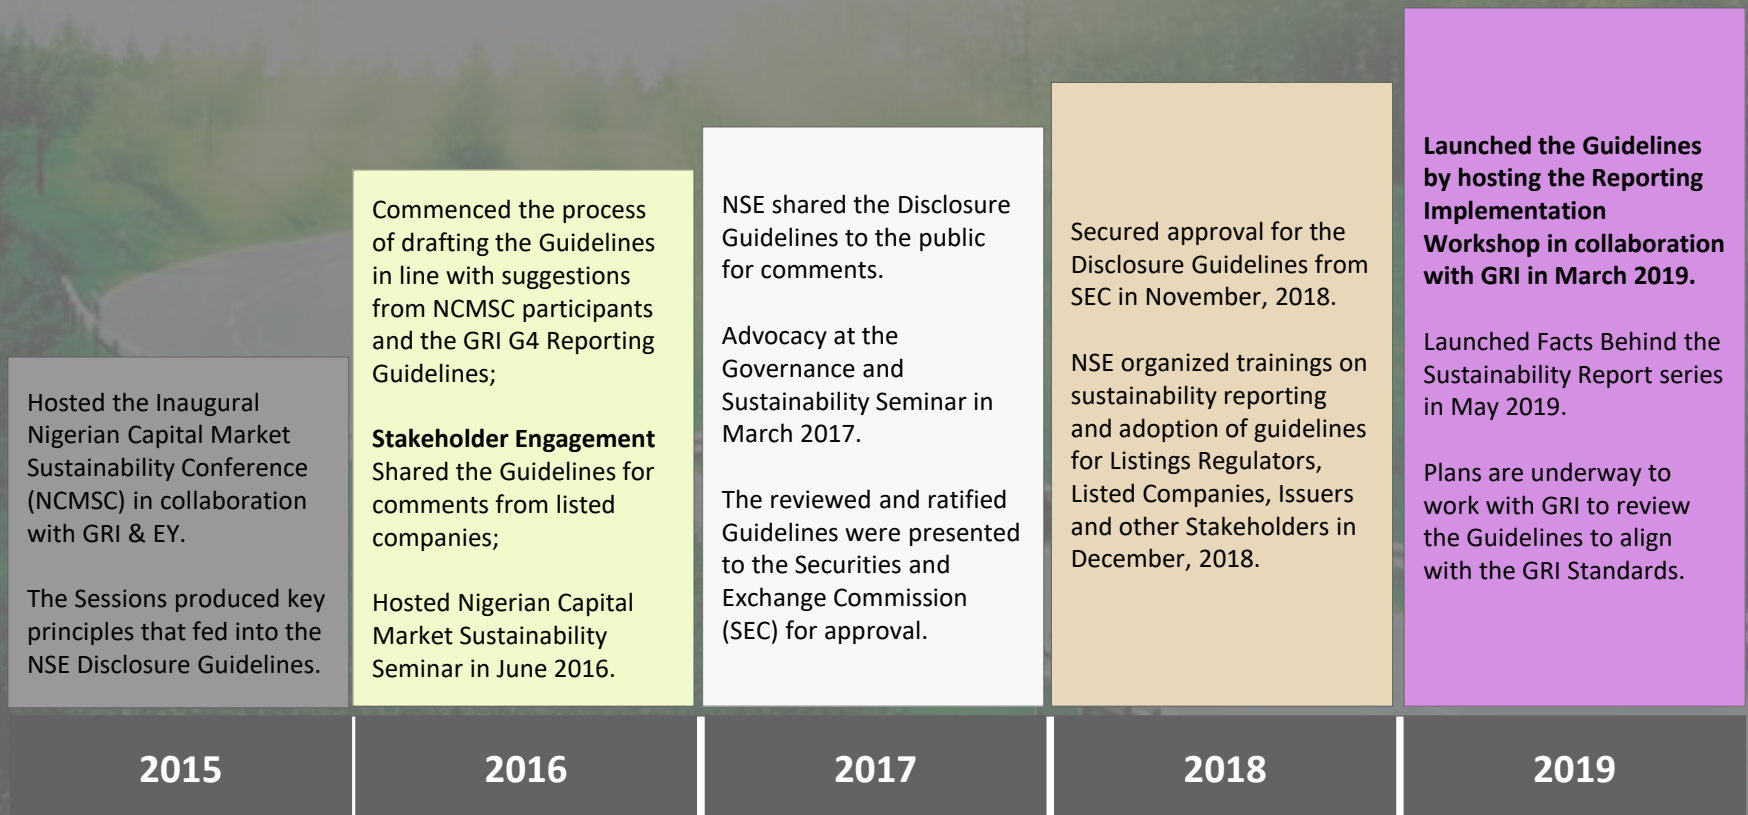 Hosted the Inaugural
Nigerian Capital Market
Sustainability Conference
(NCMSC) in collaboration
with GRI & EY.
The Sessions produced key
principles that fed into the
NSE Disclosure Guidelines.
2015
Commenced the process
of drafting the Guidelines
in line with suggestions
from NCMSC participants
and the GRI G4 Reporting
Guidelines;
Stakeholder Engagement
Shared the Guidelines for
comments from listed
companies;
Hosted Nigerian Capital
Market Sustainability
Seminar in June 2016.
2016
NSE shared the Disclosure
Guidelines to the public
for comments.
Advocacy at the
Governance and
Sustainability Seminar in
March 2017.
The reviewed and ratified
Guidelines were presented
to the Securities and
Exchange Commission
(SEC) for approval.
2017
Secured approval for the
Disclosure Guidelines from
SEC in November, 2018.
NSE organized trainings on
sustainability reporting
and adoption of guidelines
for Listings Regulators,
Listed Companies, Issuers
and other Stakeholders in
December, 2018.
2018
Launched the Guidelines
by hosting the Reporting
Implementation
Workshop in collaboration
with GRI in March 2019.
Launched Facts Behind the
Sustainability Report series
in May 2019.
Plans are underway to
work with GRI to review
the Guidelines to align
with the GRI Standards.
2019